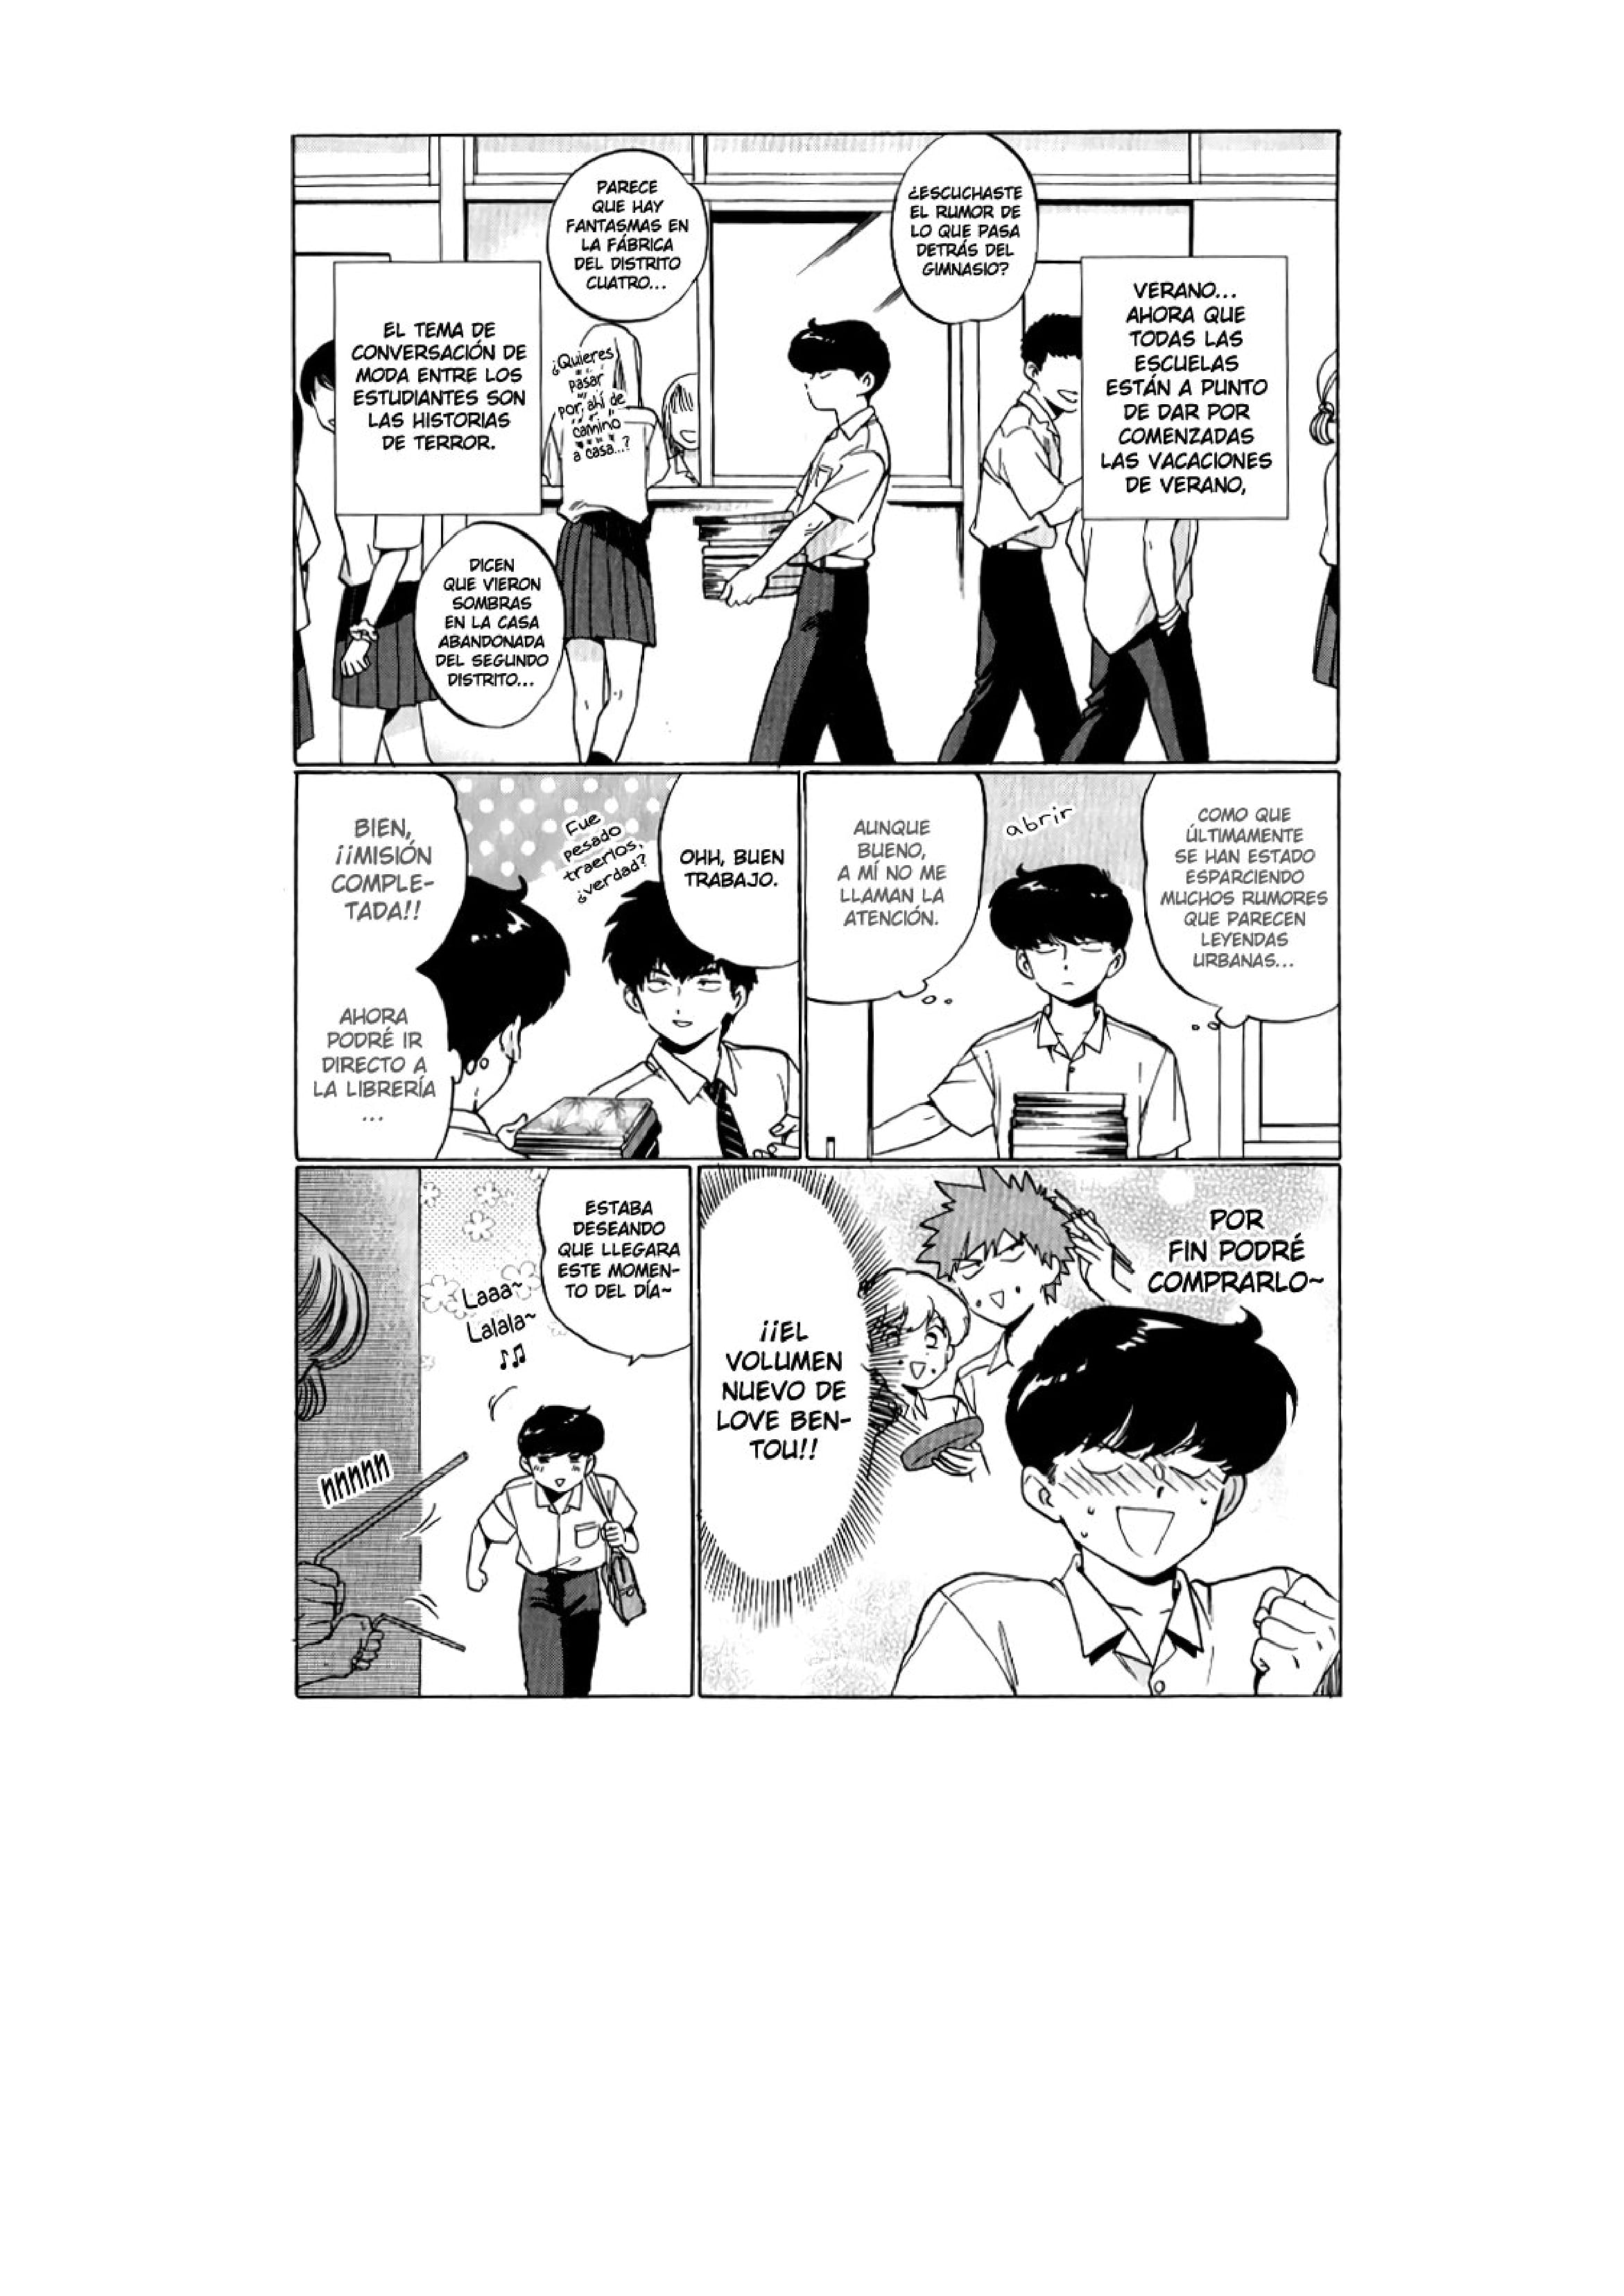 VERANO...
AHORA QUE
TODAS LAS
ESCUELAS
ESTÁN A PUNTO
DE DAR POR
COMENZADAS
LAS VACACIONES
DE VERANO,
¿ESCUCHASTE
EL RUMOR DE
LO QUE PASA
DETRÁS DEL
GIMNASIO?
PARECE
QUE HAY
FANTASMAS EN
LA FÁBRICA
DEL DISTRITO
CUATRO...
¿Quieres
pasar
por ahí de
camino
a casa...?
EL TEMA DE
CONVERSACIÓN DE
MODA ENTRE LOS
ESTUDIANTES SON
LAS HISTORIAS
DE TERROR.
DICEN
QUE VIERON
SOMBRAS
EN LA CASA
ABANDONADA
DEL SEGUNDO
DISTRITO...
COMO QUE
ÚLTIMAMENTE
SE HAN ESTADO
ESPARCIENDO
MUCHOS RUMORES
QUE PARECEN
LEYENDAS
URBANAS...
abrir
AUNQUE
BUENO,
A MÍ NO ME
LLAMAN LA
ATENCIÓN.
OHH, BUEN
TRABAJO.
Fue
pesado
traerlos,
¿verdad?
BIEN,
¡¡MISIÓN
COMPLE-
TADA!!
AHORA
PODRÉ IR
DIRECTO A
LA LIBRERÍA
...
POR
FIN PODRÉ
COMPRARLO~
¡¡EL
VOLUMEN
NUEVO DE
LOVE BEN-
TOU!!
ESTABA
DESEANDO
QUE LLEGARA
ESTE MOMEN-
TO DEL DÍA~
Laaa~
Lalala~
♪♫
nnnnn